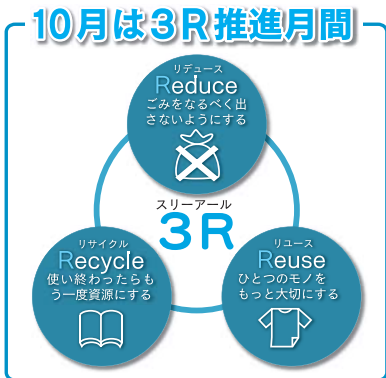 10月は3R推進月間
リデュース
Reduce
ごみをなるべく出
さないようにする
スリーアール
3R
リサイクル
Recycle
使い終わったらも
う一度資源にする
リユース
Reuse
ひとつのモノを
もっと大切にする